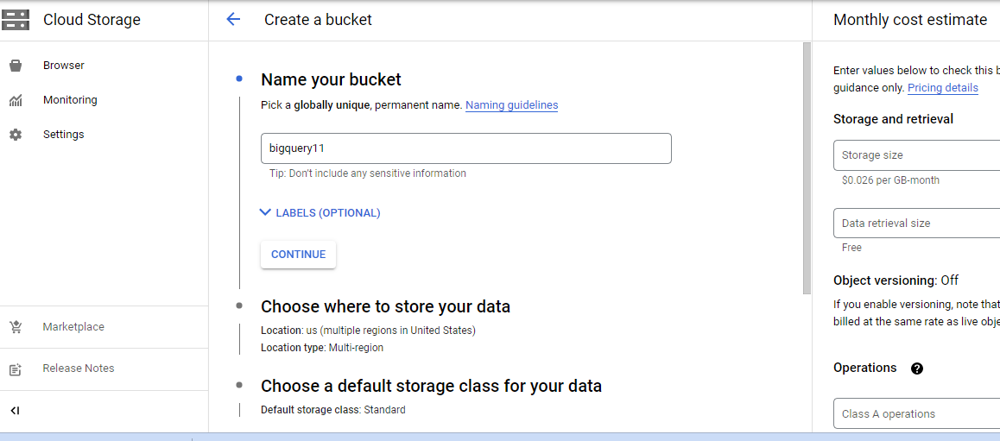 Cloud Storage
Browser
Monitoring
Settings
Marketplace
Release Notes
Create a bucket
Name your bucket
Pick a globally unique, permanent name. Naming guidelines
bigquery11
Tip: Don't include any sensitive information
LABELS (OPTIONAL)
CONTINUE
Choose where to store your data
Location: us (multiple regions in United States)
Location type: Multi-region
Choose a default storage class for your data
Default storage class: Standard
Monthly cost estimate
Enter values below to check this b
guidance only. Pricing details
Storage and retrieval
Storage size
$0.026 per GB-month
Data retrieval size
Free
Object versioning: Off
If you enable versioning, note that
billed at the same rate as live obje
Operations ?
Class A operations